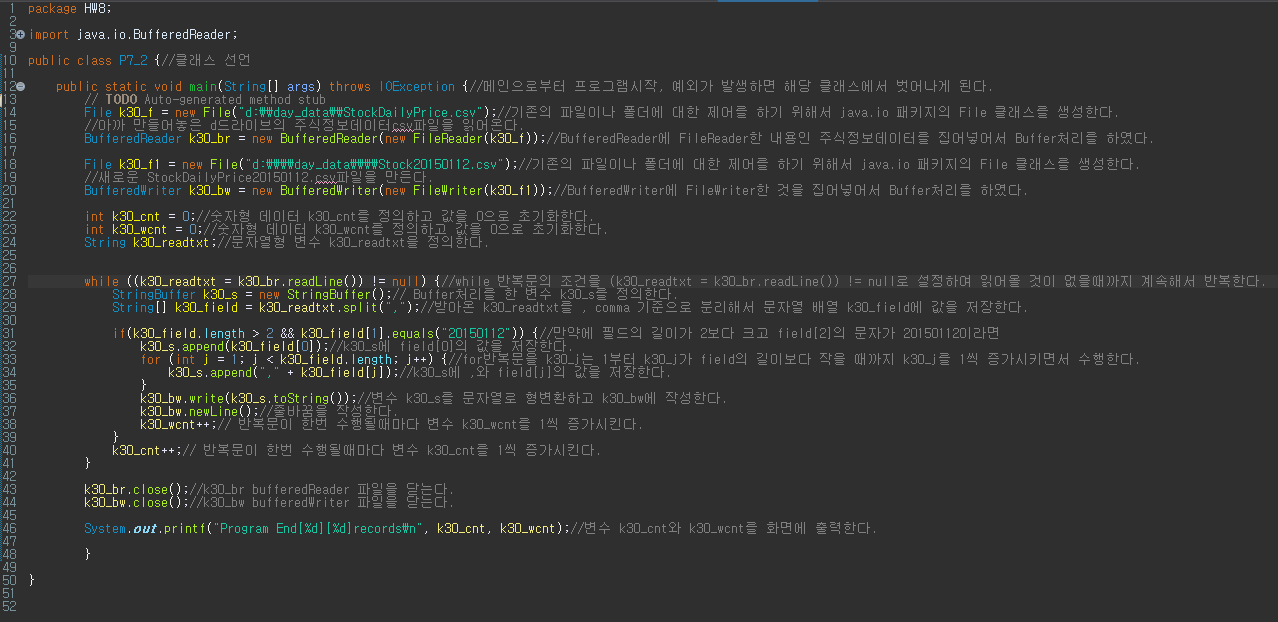 1 package HW8;
2
3 import java.io.BufferedReader;
9
10 public class P7_2 {//클래스 선언
11
12 public static void main(String[] args) throws IOException {//메인으로부터 프로그램시작, 예외가 발생하면 해당 클래스에서 벗어나게 된다.
13 // TODO Auto-generated method stub
14 File k30_f = new File("d:₩₩day_data₩₩StockDailyPrice.csv");//기존의 파일이나 폴더에 대한 제어를 하기 위해서 java.io 패키지의 File 클래스를 생성한다.
15 //아까 만들어놓은 d드라이브의 주식정보데이터csv파일을 읽어온다.
16 BufferedReader k30_br = new BufferedReader(new FileReader(k30_f));//BufferedReader에 FileReader한 내용인 주식정보데이터를 집어넣어서 Buffer처리를 하였다.
17
18 File k30_f1 = new File("d:₩₩₩₩day_data₩₩₩₩Stock20150112.csv");//기존의 파일이나 폴더에 대한 제어를 하기 위해서 java.io 패키지의 File 클래스를 생성한다.
19 //새로운 StockDailyPrice20150112.csv파일을 만든다.
20 BufferedWriter k30_bw = new BufferedWriter(new FileWriter(k30_f1));//BufferedWriter에 FileWriter한 것을 집어넣어서 Buffer처리를 하였다.
21
22 int k30_cnt = 0;//숫자형 데이터 k30_cnt를 정의하고 값을 0으로 초기화한다.
23 int k30_wcnt = 0;//숫자형 데이터 k30_wcnt를 정의하고 값을 0으로 초기화한다.
24 String k30_readtxt;//문자열형 변수 k30_readtxt을 정의한다.
25
26
27 while ((k30_readtxt = k30_br.readLine()) != null) {//while 반복문의 조건을 (k30_readtxt = k30_br.readLine()) != null로 설정하여 읽어올 것이 없을때까지 계속해서 반복한다.
28 StringBuffer k30_s = new StringBuffer();// Buffer처리를 한 변수 k30_s를 정의한다.
29 String[] k30_field = k30_readtxt.split(",");//받아온 k30_readtxt을 , comma 기준으로 분리해서 문자열 배열 k30_field에 값을 저장한다.
30
31 if(k30_field.length > 2 && k30_field[1].equals("20150112")) {//만약에 필드의 길이가 2보다 크고 field[2]의 문자가 20150112이라면
32 k30_s.append(k30_field[0]);//k30_s에 field[0]의 값을 저장한다.
33 for (int j = 1; j < k30_field.length; j++) {//for반복문을 k30_j는 1부터 k30_j가 field의 길이보다 작을 때까지 k30_j를 1씩 증가시키면서 수행한다.
34 k30_s.append("," + k30_field[j]);//k30_s에 ,와 field[j]의 값을 저장한다.
35 }
36 k30_bw.write(k30_s.toString());//변수 k30_s를 문자열로 형변환하고 k30_bw에 작성한다.
37 k30_bw.newLine();//줄바꿈을 작성한다.
38 k30_wcnt++;// 반복문이 한번 수행될때마다 변수 k30_wcnt를 1씩 증가시킨다.
39 }
40 k30_cnt++;// 반복문이 한번 수행될때마다 변수 k30_cnt를 1씩 증가시킨다.
41 }
42
43 k30_br.close();//k30_br bufferedReader 파일을 닫는다.
44 k30_bw.close();//k30_bw bufferedWriter 파일을 닫는다.
45
46 System.out.printf("Program End[%d][%d]records₩n", k30_cnt, k30_wcnt);//변수 k30_cnt와 k30_wcnt를 화면에 출력한다.
47
48 }
49
50 }
51
52